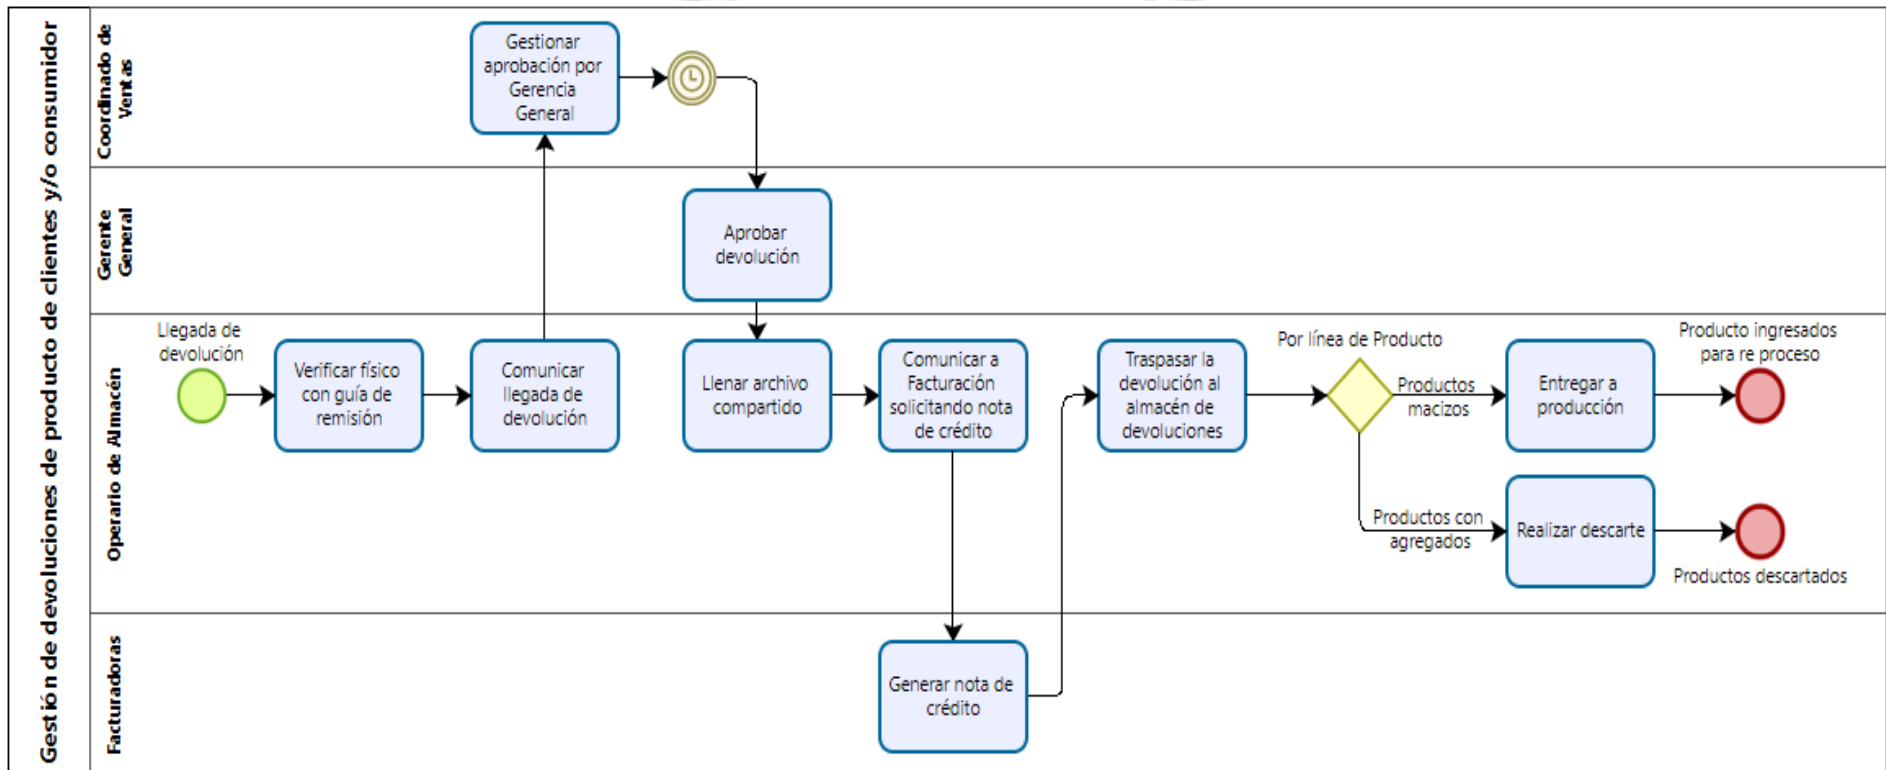 Gestión de devoluciones de producto de clientes y/o consumidor
Coordinado de
Ventas
Gestionar
aprobación por
Gerencia
General
Gerente
General
Aprobar
devolución
Operario de Almacén
Llegada de
devolución
Verificar físico
con guía de
remisión
Comunicar
llegada de
devolución
Llenar archivo
compartido
Comunicar a
Facturación
solicitando nota
de crédito
Traspasar la
devolución al
almacén de
devoluciones
Por línea de Producto
Productos
macizos
Entregar a
producción
Producto ingresados
para re proceso
Productos con
agregados
Realizar descarte
Productos descartados
Facturadoras
Generar nota de
crédito